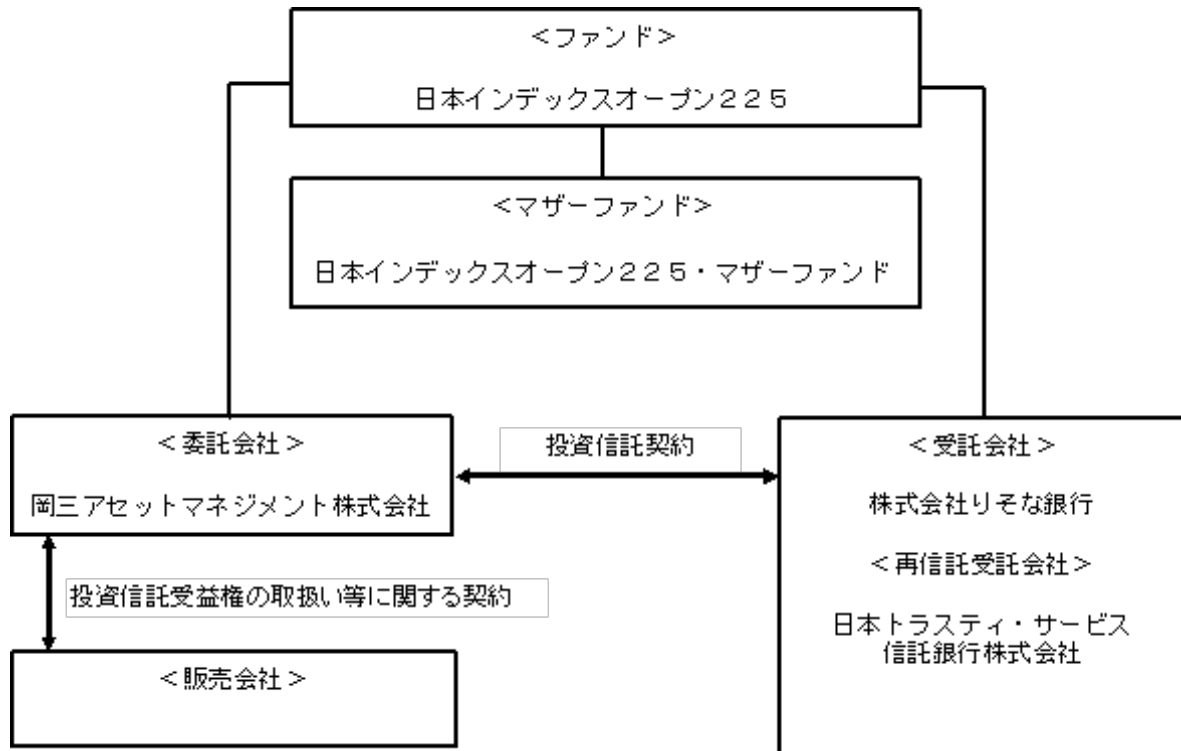 ＜ファンド＞
日本インデックスオープン２２５
＜マザーファンド＞
日本インデックスオープン２２５・マザーファンド
＜委託会社＞
岡三アセットマネジメント株式会社
投資信託契約
＜受託会社＞
株式会社りそな銀行
＜再信託受託会社＞
日本トラスティ・サービス
信託銀行株式会社
投資信託受益権の取扱い等に関する契約
＜販売会社＞